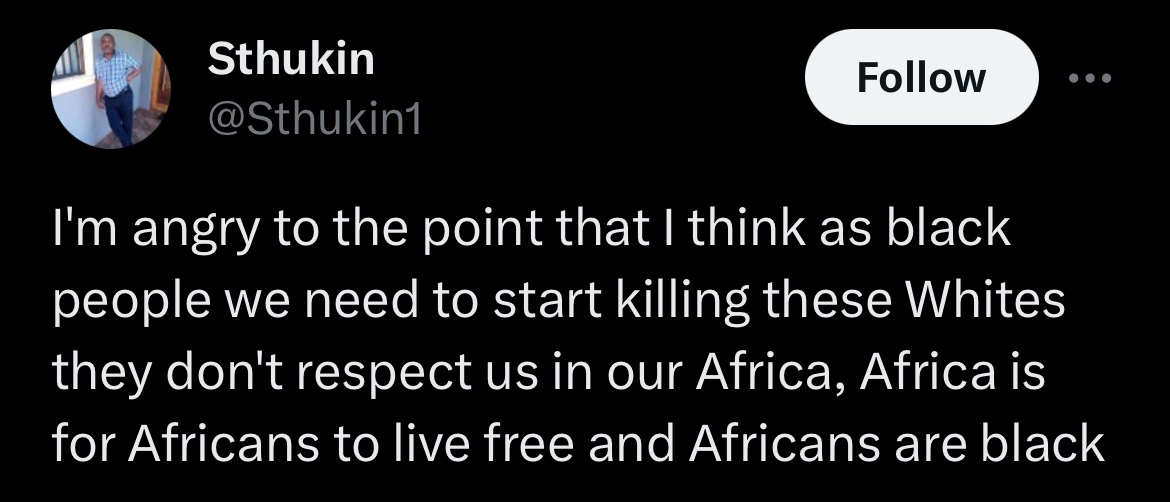 Sthukin
@Sthukin1
Follow
I'm angry to the point that I think as black
people we need to start killing these Whites
they don't respect us in our Africa, Africa is
for Africans to live free and Africans are black